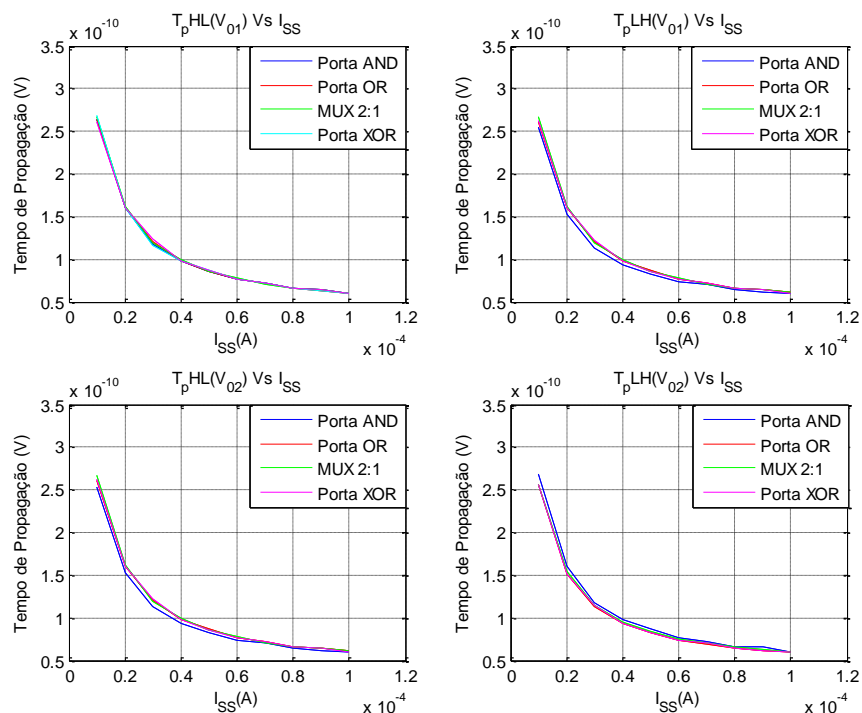 T_pHL(V_01) Vs I_SS
x 10^-10
3.5
3
2.5
2
1.5
1
0.5
0 0.2 0.4 0.6 0.8 1 1.2
x 10^-4
I_SS(A)
Tempo de Propagação (V)
Porta AND
Porta OR
MUX 2:1
Porta XOR
T_pLH(V_01) Vs I_SS
x 10^-10
3.5
3
2.5
2
1.5
1
0.5
0 0.2 0.4 0.6 0.8 1 1.2
x 10^-4
I_SS(A)
Tempo de Propagação (V)
Porta AND
Porta OR
MUX 2:1
Porta XOR
T_pHL(V_02) Vs I_SS
x 10^-10
3.5
3
2.5
2
1.5
1
0.5
0 0.2 0.4 0.6 0.8 1 1.2
x 10^-4
I_SS(A)
Tempo de Propagação (V)
Porta AND
Porta OR
MUX 2:1
Porta XOR
T_pLH(V_02) Vs I_SS
x 10^-10
3.5
3
2.5
2
1.5
1
0.5
0 0.2 0.4 0.6 0.8 1 1.2
x 10^-4
I_SS(A)
Tempo de Propagação (V)
Porta AND
Porta OR
MUX 2:1
Porta XOR